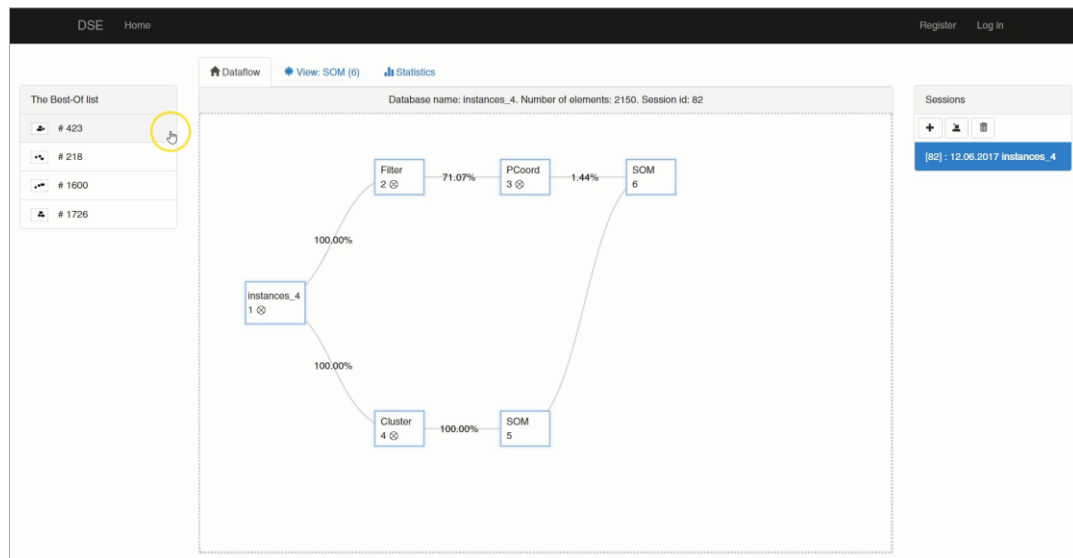 DSE Home Register Log in
Dataflow View: SOM (6) Statistics
The Best-Of list
# 423
# 218
# 1600
# 1726
Database name: instances_4. Number of elements: 2150. Session id: 82
Filter
2
71.07%
PCoord
3
1.44%
SOM
6
100.00%
instances_4
1
100.00%
Cluster
4
100.00%
SOM
5
Sessions
[82] : 12.06.2017 instances_4